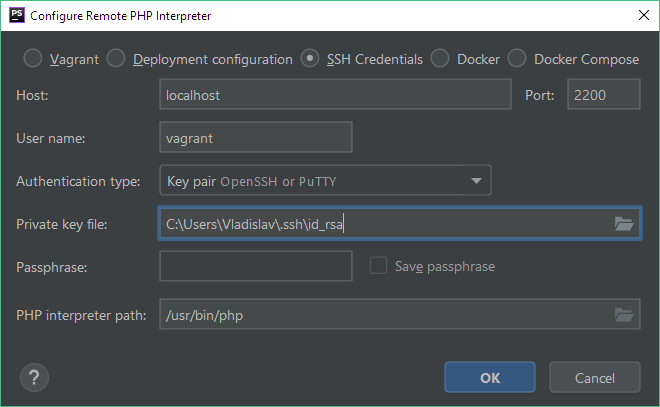 PS Configure Remote PHP Interpreter
Vagrant Deployment configuration SSH Credentials Docker Docker Compose
Host: localhost Port: 2200
User name: vagrant
Authentication type: Key pair OpenSSH or PuTTY
Private key file: C:\Users\Vladislav\.ssh\id_rsa
Passphrase: Save passphrase
PHP interpreter path: /usr/bin/php
? OK Cancel